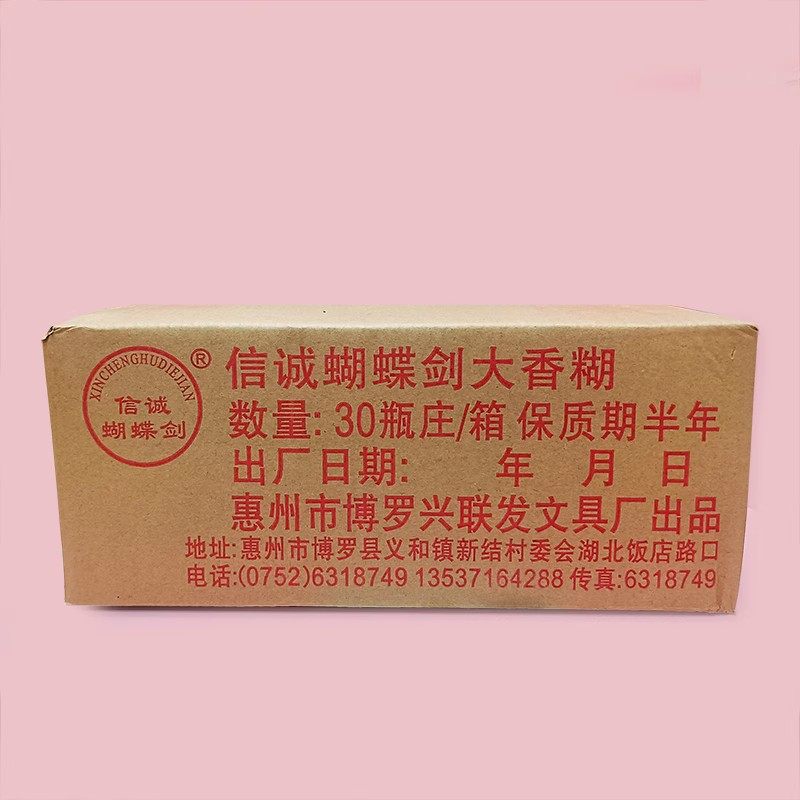 XINCHENGHUDIEJIAN
信诚
蝴蝶剑
®
信诚蝴蝶剑大香糊
数量: 30瓶庄/箱 保质期半年
出厂日期: 年 月 日
惠州市博罗兴联发文具厂出品
地址:惠州市博罗县义和镇新结村委会湖北饭店路口
电话:(0752)6318749 13537164288 传真:6318749